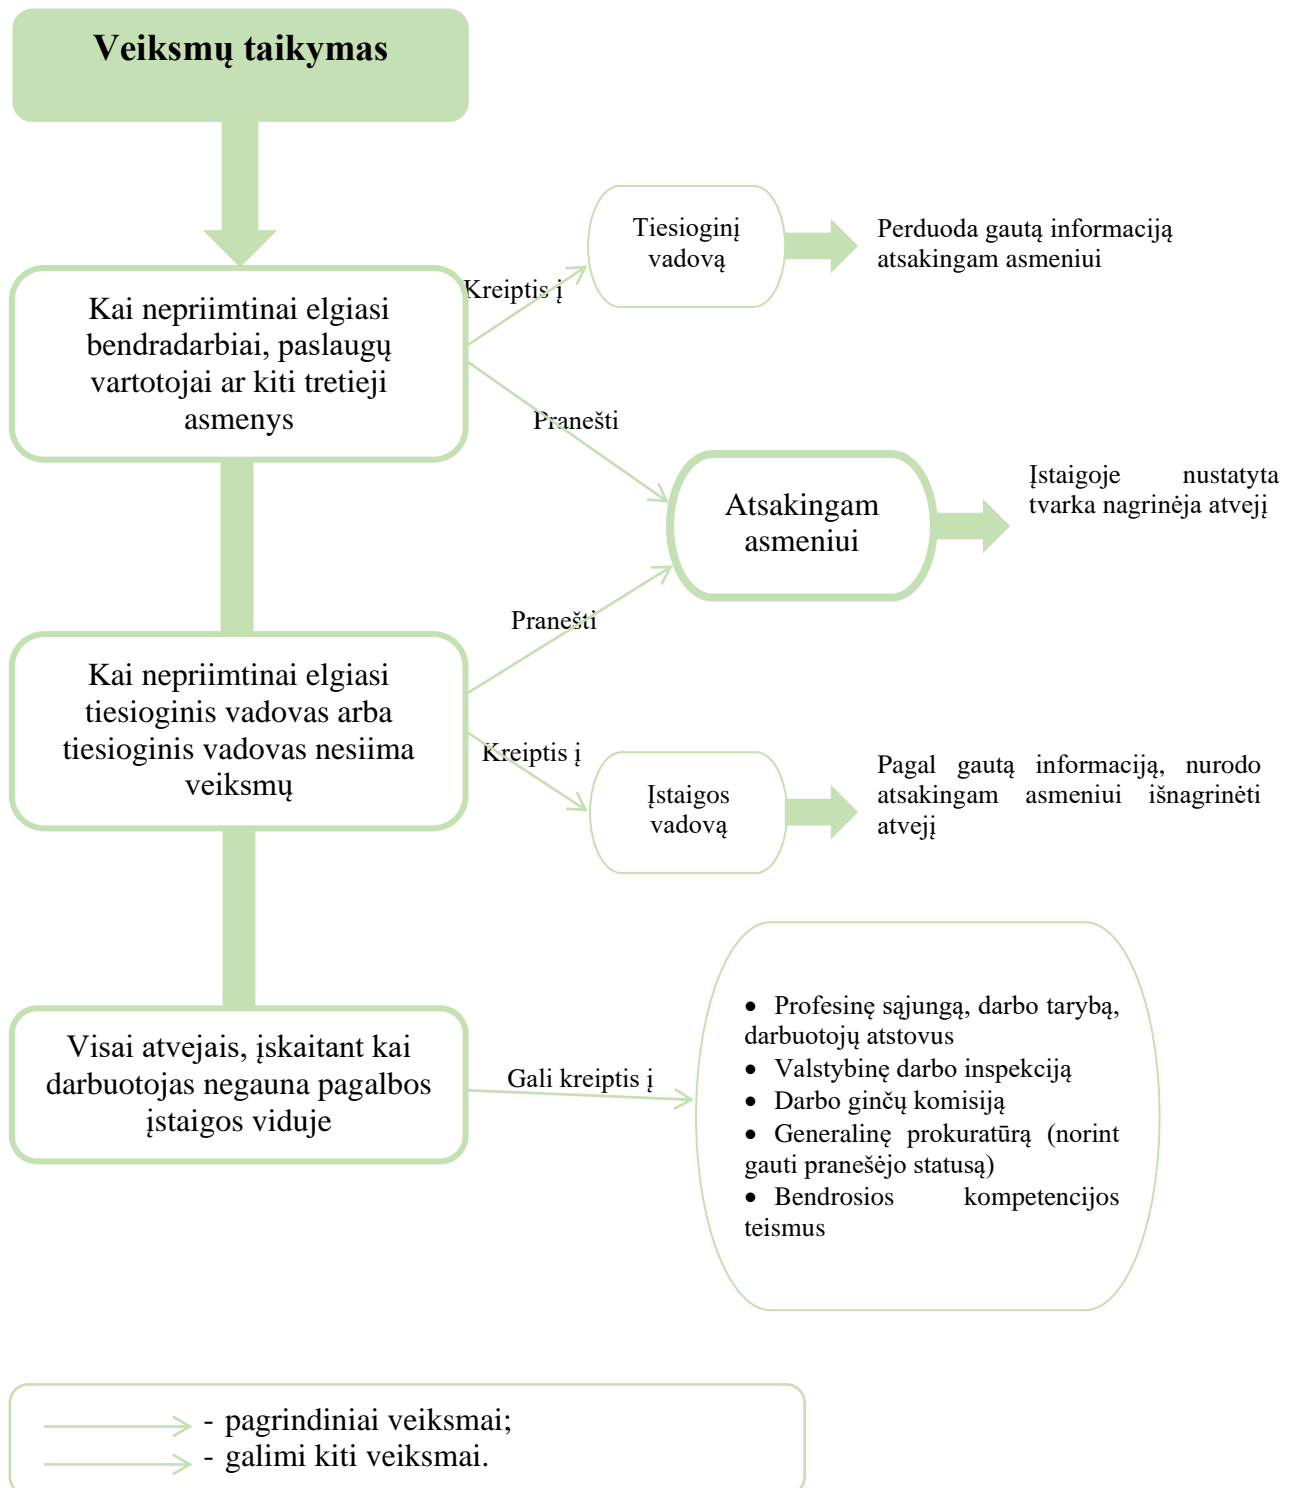 Veiksmų taikymas
Tiesioginį
vadovą
Perduoda gautą informaciją
atsakingam asmeniui
Kreiptis į
Kai nepriimtinai elgiasi
bendradarbiai, paslaugų
vartotojai ar kiti tretieji
asmenys
Pranešti
Atsakingam
asmeniui
Įstaigoje nustatyta
tvarka nagrinėja atvejį
Pranešti
Kai nepriimtinai elgiasi
tiesioginis vadovas arba
tiesioginis vadovas nesiima
veiksmų
Kreiptis į
Įstaigos
vadovą
Pagal gautą informaciją, nurodo
atsakingam asmeniui išnagrinėti
atvejį
Visai atvejais, įskaitant kai
darbuotojas negauna pagalbos
įstaigos viduje
Gali kreiptis į
• Profesinę sąjungą, darbo tarybą,
darbuotojų atstovus
• Valstybinę darbo inspekciją
• Darbo ginčų komisiją
• Generalinę prokuratūrą (norint
gauti pranešėjo statusą)
• Bendrosios kompetencijos
teismus
- pagrindiniai veiksmai;
- galimi kiti veiksmai.